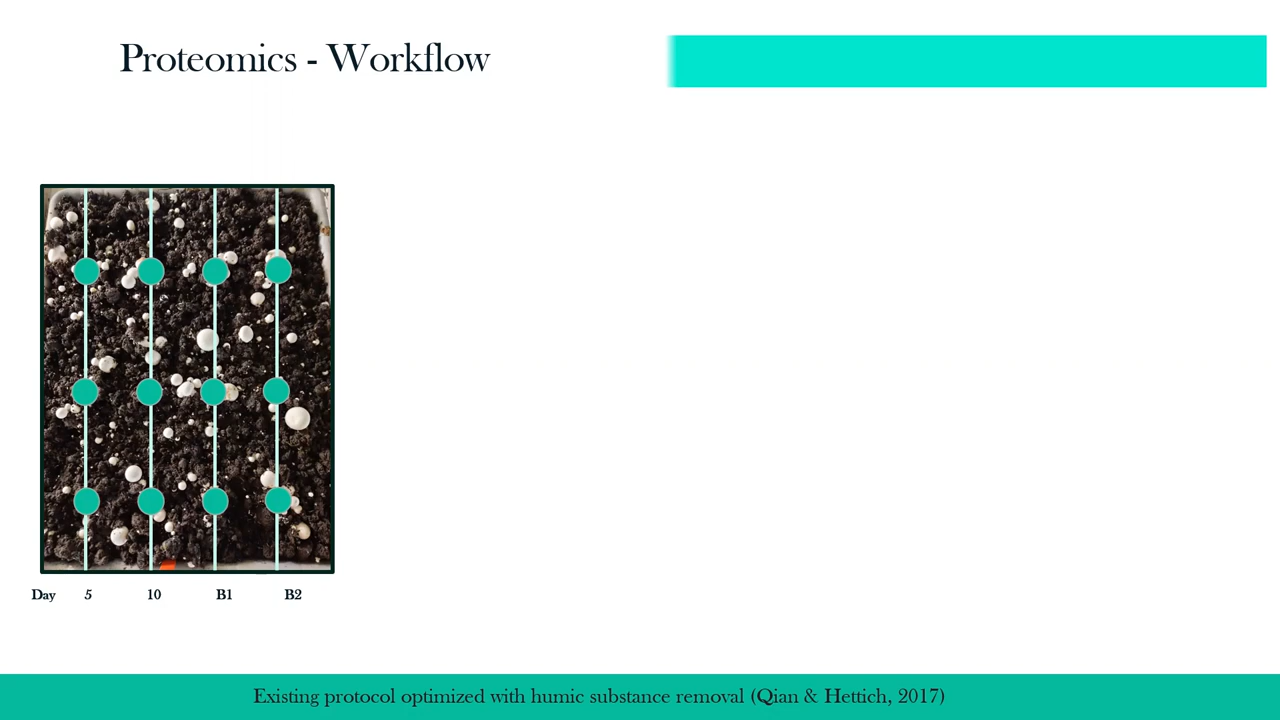 Proteomics - Workflow
Day 5 10 B1 B2
Existing protocol optimized with humic substance removal (Qian & Hettich, 2017)